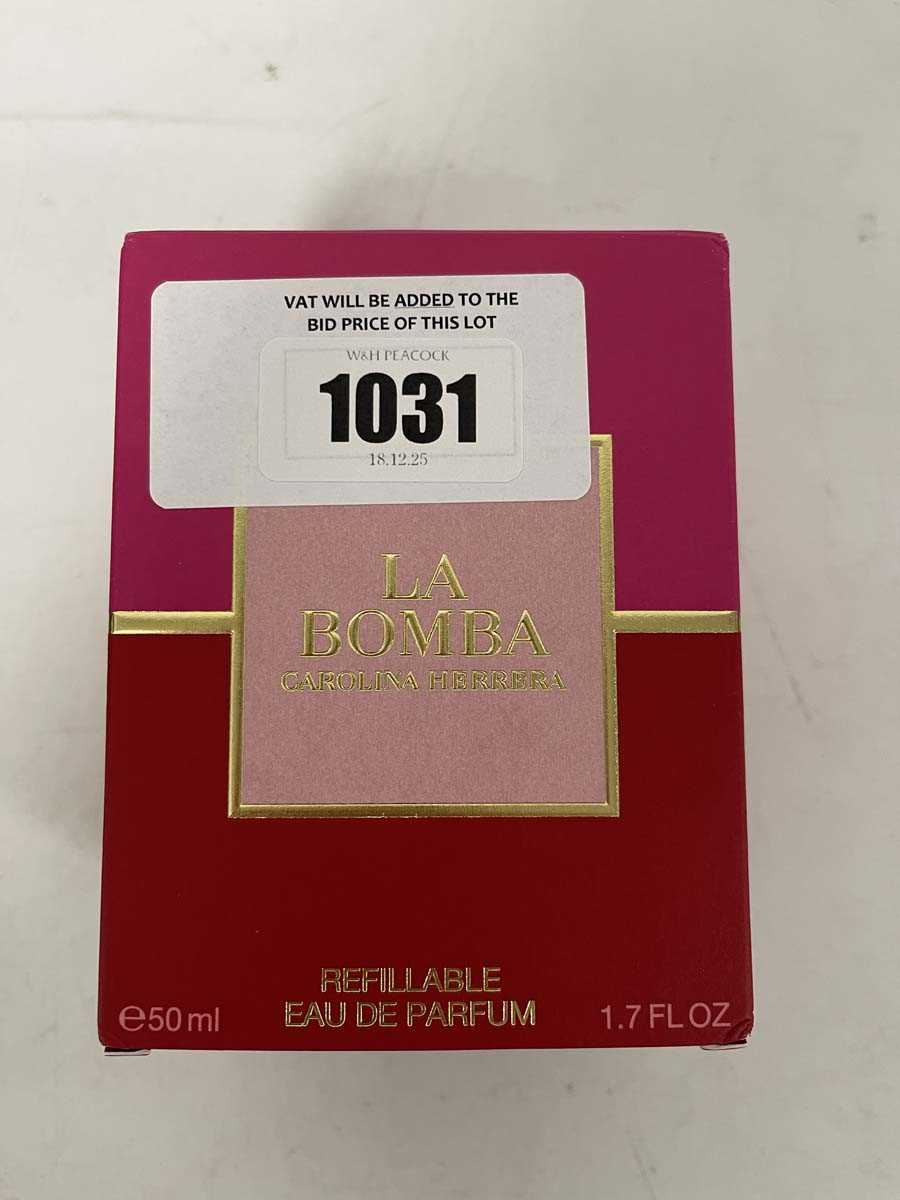 VAT WILL BE ADDED TO THE
BID PRICE OF THIS LOT
W&H PEACOCK
1031
18.12.25
LA
BOMBA
CAROLINA HERRERA
REFILLABLE
EAU DE PARFUM
℮50 ml
1.7 FL OZ